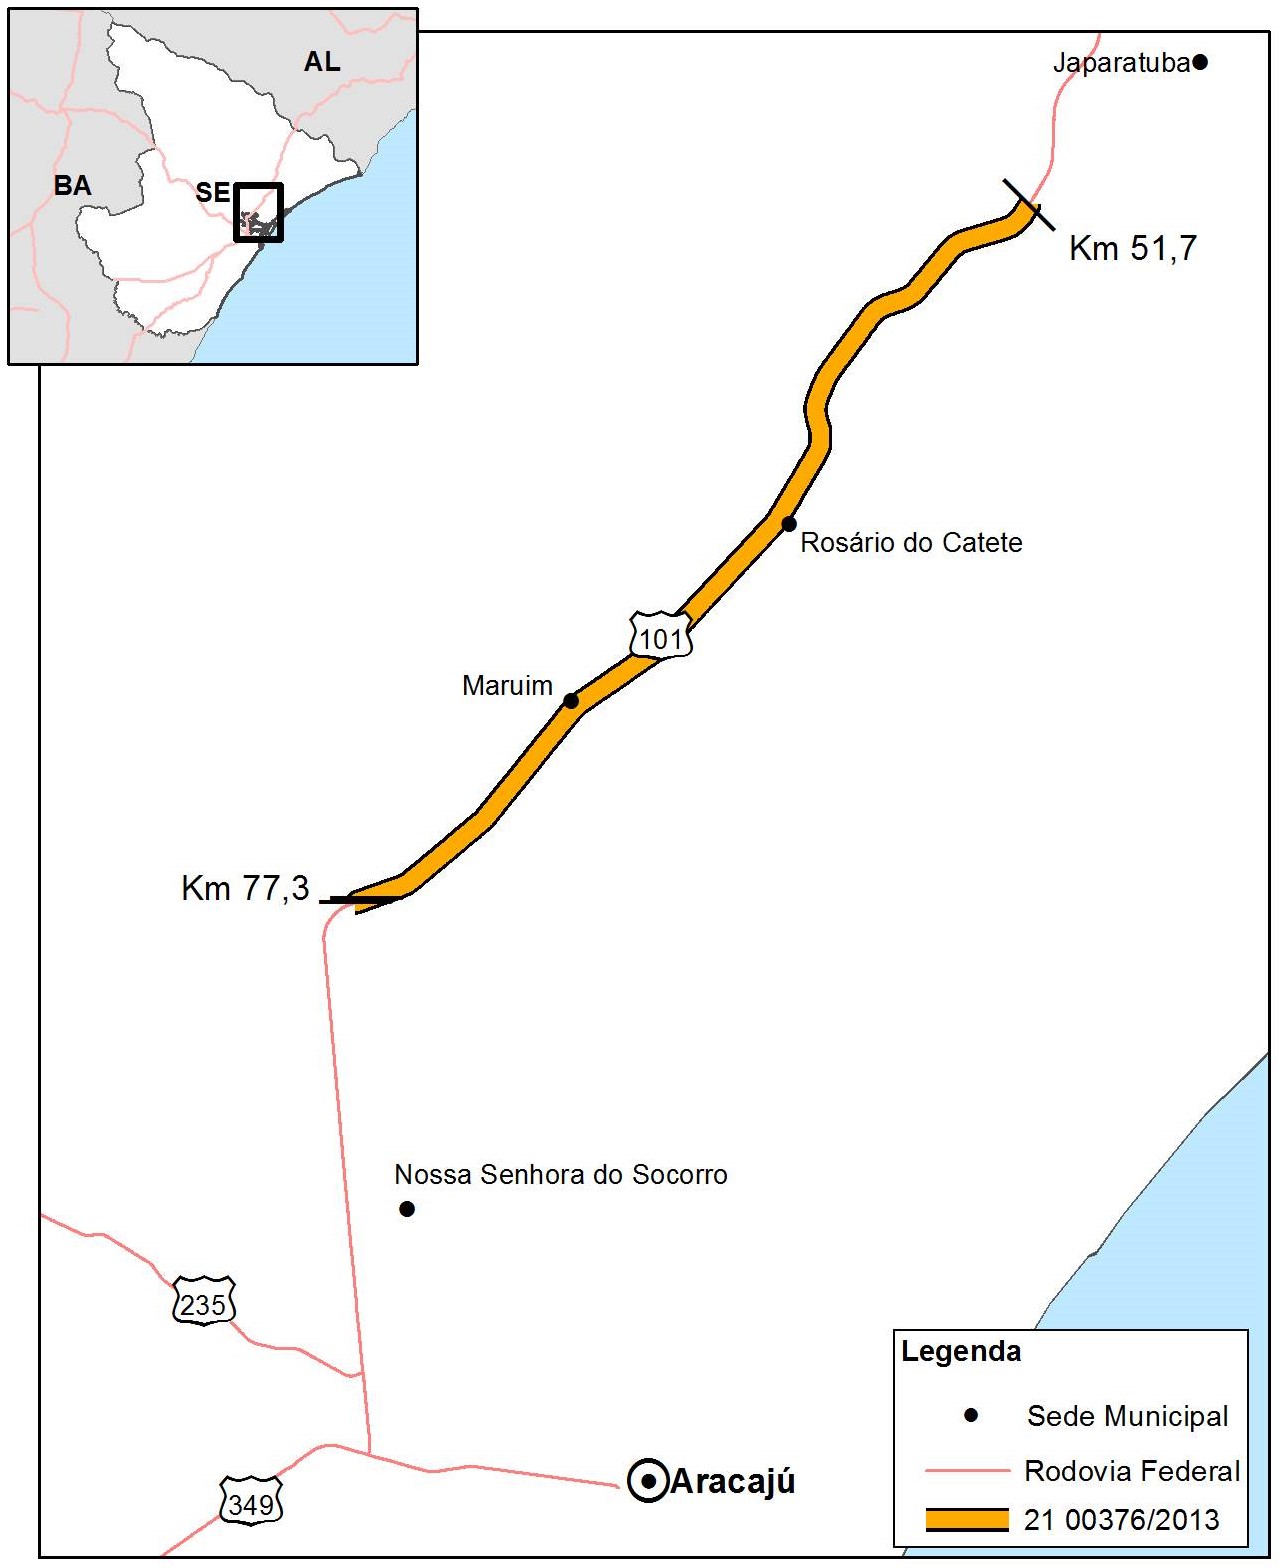 AL
BA
SE
Japaratuba
Km 51,7
Rosário do Catete
101
Maruim
Km 77,3
Nossa Senhora do Socorro
235
349
Aracajú
Legenda
Sede Municipal
Rodovia Federal
21 00376/2013